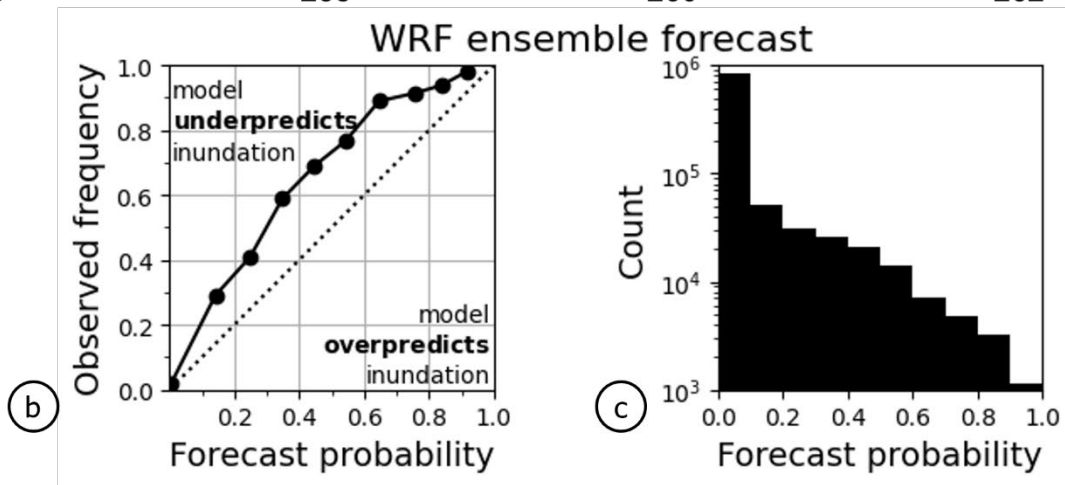 WRF ensemble forecast
1.0
0.8
0.6
0.4
0.2
0.0
Observed frequency
model
underpredicts
inundation
model
overpredicts
inundation
0.2 0.4 0.6 0.8 1.0
Forecast probability
b
10⁶
10⁵
10⁴
10³
Count
0.0 0.2 0.4 0.6 0.8 1.0
Forecast probability
c